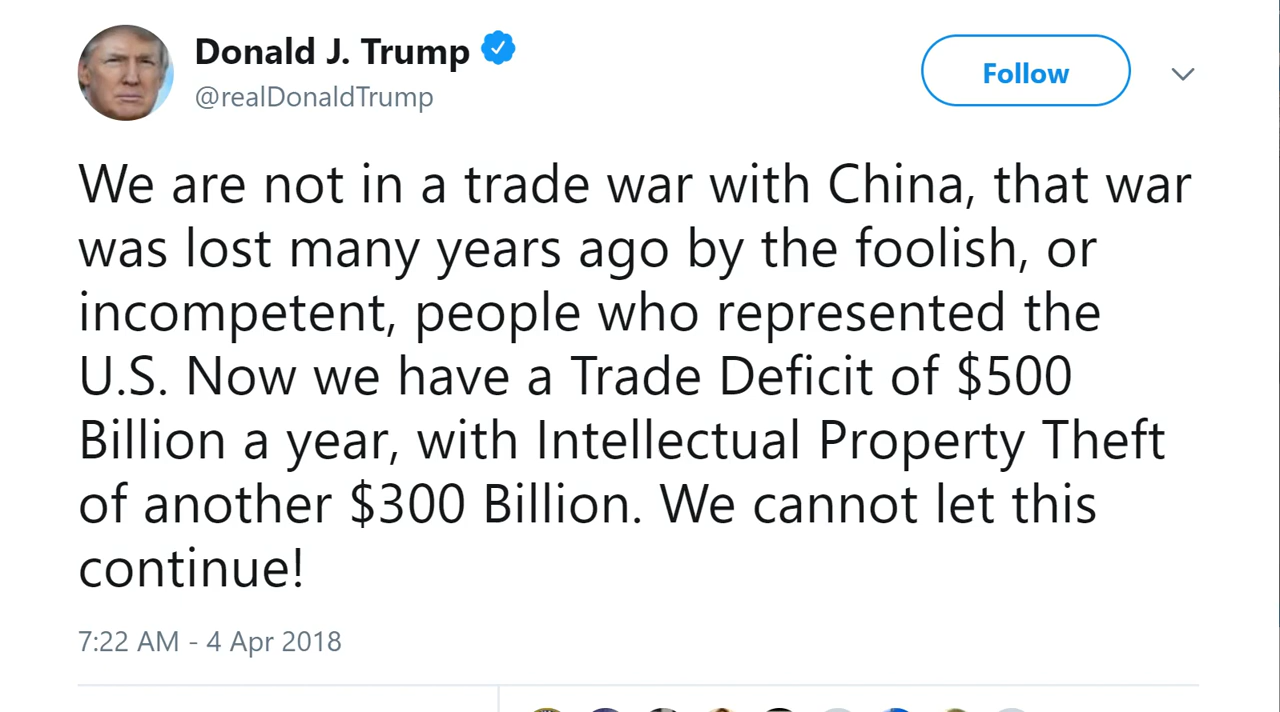 Donald J. Trump
@realDonaldTrump
Follow
We are not in a trade war with China, that war
was lost many years ago by the foolish, or
incompetent, people who represented the
U.S. Now we have a Trade Deficit of $500
Billion a year, with Intellectual Property Theft
of another $300 Billion. We cannot let this
continue!
7:22 AM - 4 Apr 2018